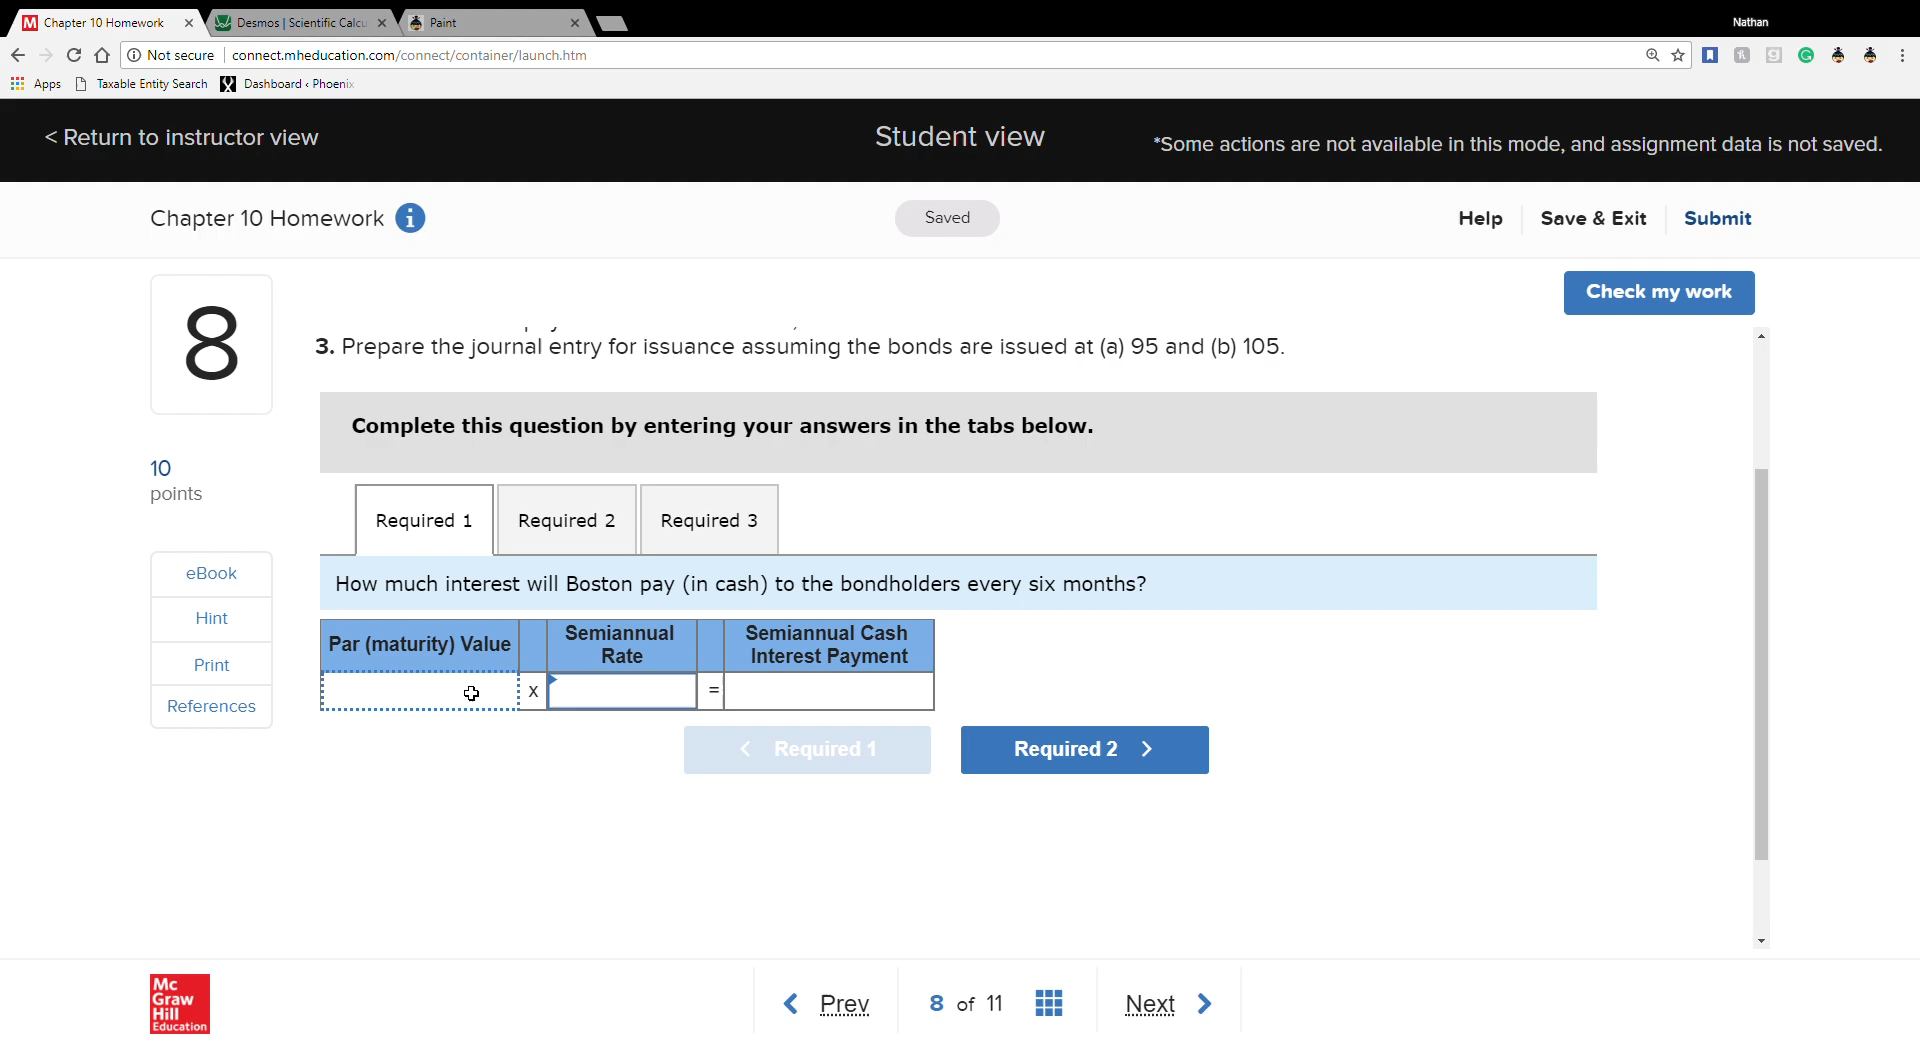 Chapter 10 Homework
Desmos | Scientific Calcu
Paint
Nathan
Not secure
connect.mheducation.com/connect/container/launch.htm
Apps
Taxable Entity Search
Dashboard ‹ Phoenix
< Return to instructor view
Student view
*Some actions are not available in this mode, and assignment data is not saved.
Chapter 10 Homework
Saved
Help
Save & Exit
Submit
8
Check my work
3. Prepare the journal entry for issuance assuming the bonds are issued at (a) 95 and (b) 105.
Complete this question by entering your answers in the tabs below.
10
points
Required 1
Required 2
Required 3
eBook
Hint
Print
References
How much interest will Boston pay (in cash) to the bondholders every six months?
Par (maturity) Value
Semiannual
Rate
Semiannual Cash
Interest Payment
x
=
< Required 1
Required 2 >
Mc
Graw
Hill
Education
Prev
8 of 11
Next